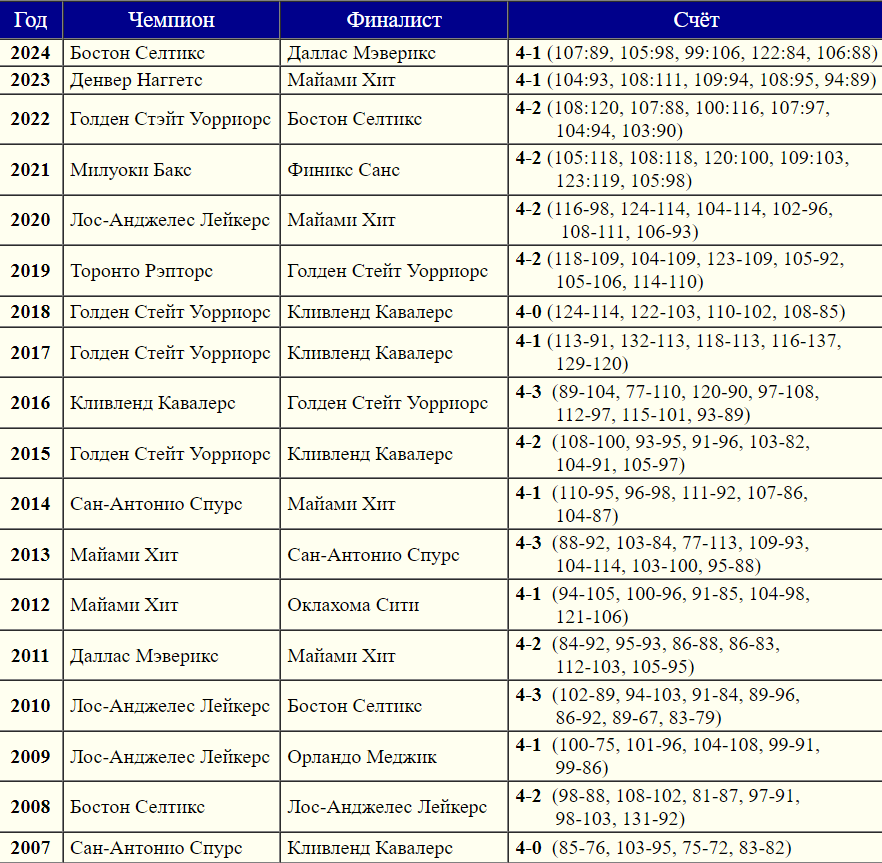 Год Чемпион Финалист Счёт
2024 Бостон Селтикс Даллас Мэверикс 4-1 (107:89, 105:98, 99:106, 122:84, 106:88)
2023 Денвер Наггетс Майами Хит 4-1 (104:93, 108:111, 109:94, 108:95, 94:89)
2022 Голден Стэйт Уорриорс Бостон Селтикс 4-2 (108:120, 107:88, 100:116, 107:97,
104:94, 103:90)
2021 Милуоки Бакс Финикс Санс 4-2 (105:118, 108:118, 120:100, 109:103,
123:119, 105:98)
2020 Лос-Анджелес Лейкерс Майами Хит 4-2 (116-98, 124-114, 104-114, 102-96,
108-111, 106-93)
2019 Торонто Рэпторс Голден Стейт Уорриорс 4-2 (118-109, 104-109, 123-109, 105-92,
105-106, 114-110)
2018 Голден Стейт Уорриорс Кливленд Кавалерс 4-0 (124-114, 122-103, 110-102, 108-85)
2017 Голден Стейт Уорриорс Кливленд Кавалерс 4-1 (113-91, 132-113, 118-113, 116-137,
129-120)
2016 Кливленд Кавалерс Голден Стейт Уорриорс 4-3 (89-104, 77-110, 120-90, 97-108,
112-97, 115-101, 93-89)
2015 Голден Стейт Уорриорс Кливленд Кавалерс 4-2 (108-100, 93-95, 91-96, 103-82,
104-91, 105-97)
2014 Сан-Антонио Спурс Майами Хит 4-1 (110-95, 96-98, 111-92, 107-86,
104-87)
2013 Майами Хит Сан-Антонио Спурс 4-3 (88-92, 103-84, 77-113, 109-93,
104-114, 103-100, 95-88)
2012 Майами Хит Оклахома Сити 4-1 (94-105, 100-96, 91-85, 104-98,
121-106)
2011 Даллас Мэверикс Майами Хит 4-2 (84-92, 95-93, 86-88, 86-83,
112-103, 105-95)
2010 Лос-Анджелес Лейкерс Бостон Селтикс 4-3 (102-89, 94-103, 91-84, 89-96,
86-92, 89-67, 83-79)
2009 Лос-Анджелес Лейкерс Орландо Меджик 4-1 (100-75, 101-96, 104-108, 99-91,
99-86)
2008 Бостон Селтикс Лос-Анджелес Лейкерс 4-2 (98-88, 108-102, 81-87, 97-91,
98-103, 131-92)
2007 Сан-Антонио Спурс Кливленд Кавалерс 4-0 (85-76, 103-95, 75-72, 83-82)